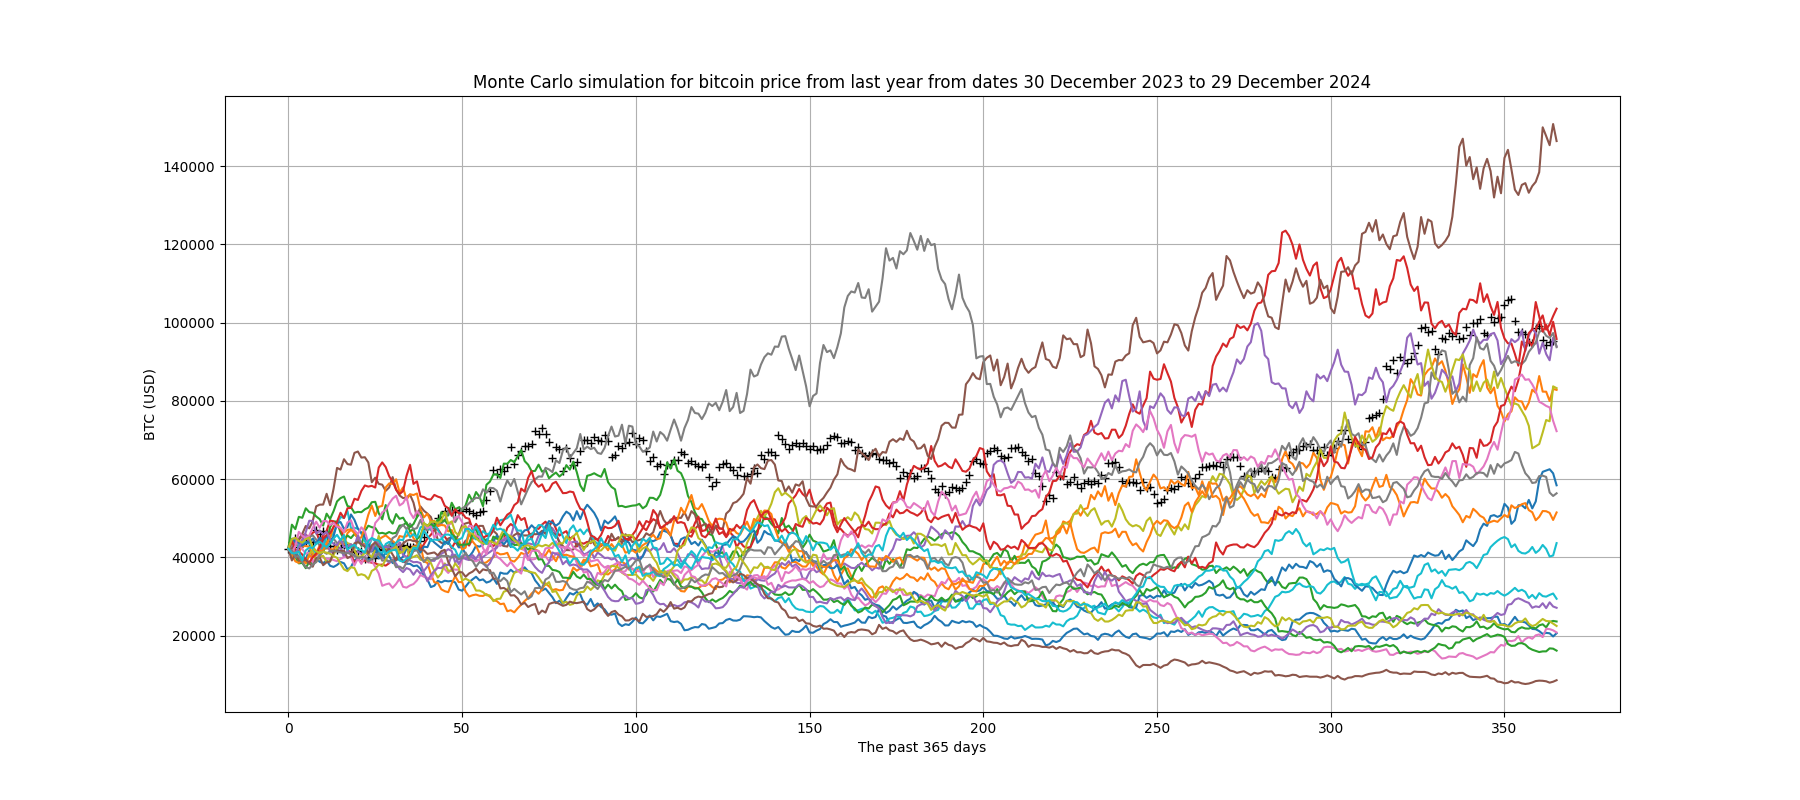 Monte Carlo simulation for bitcoin price from last year from dates 30 December 2023 to 29 December 2024
140000
120000
100000
80000
60000
40000
20000
BTC (USD)
0 50 100 150 200 250 300 350
The past 365 days